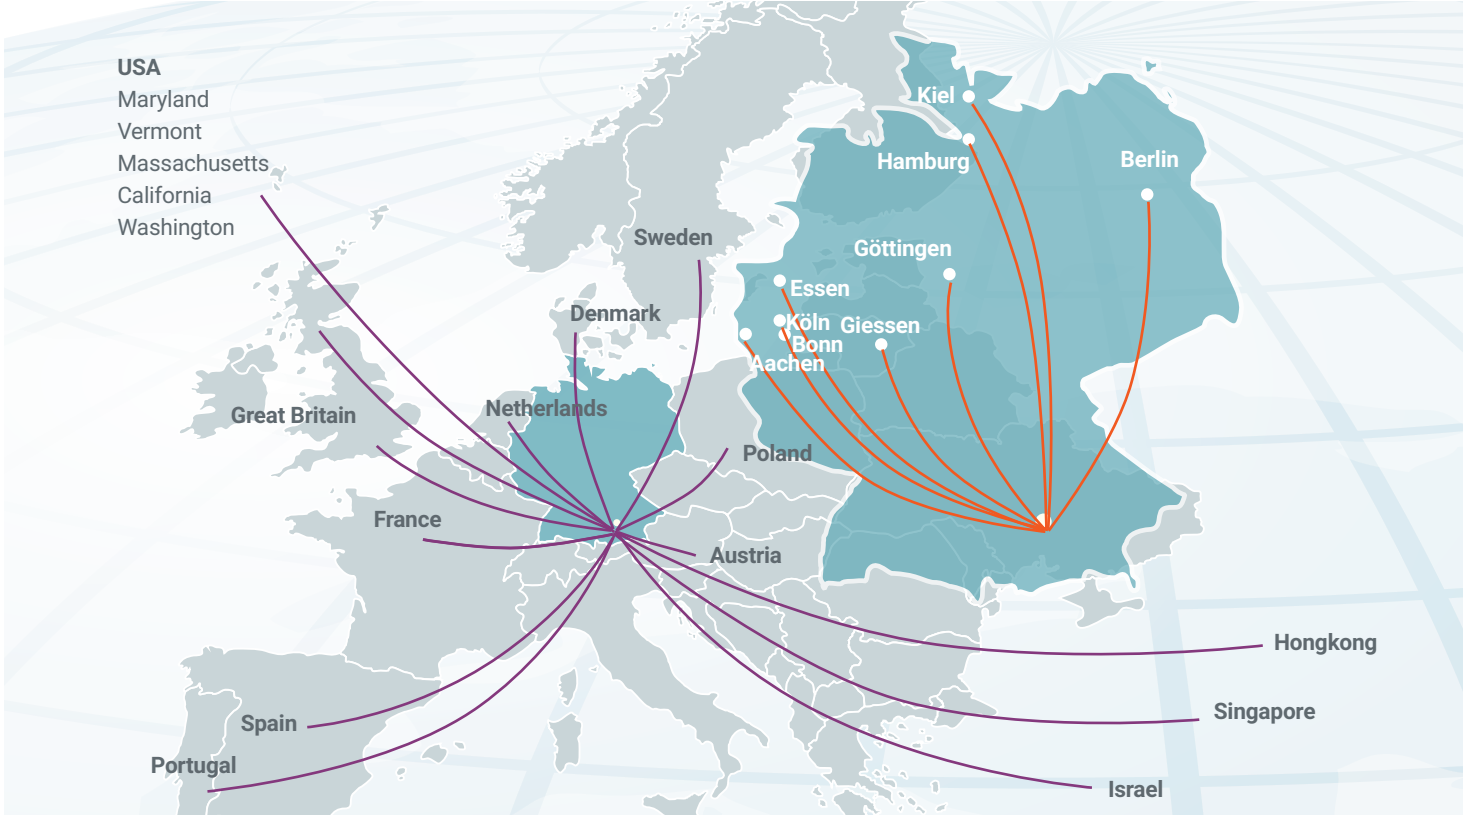 USA
Maryland
Vermont
Massachusetts
California
Washington
Kiel
Hamburg
Berlin
Sweden
Göttingen
Essen
Denmark
Köln
Giessen
Bonn
Aachen
Netherlands
Great Britain
Poland
France
Austria
Hongkong
Singapore
Spain
Portugal
Israel